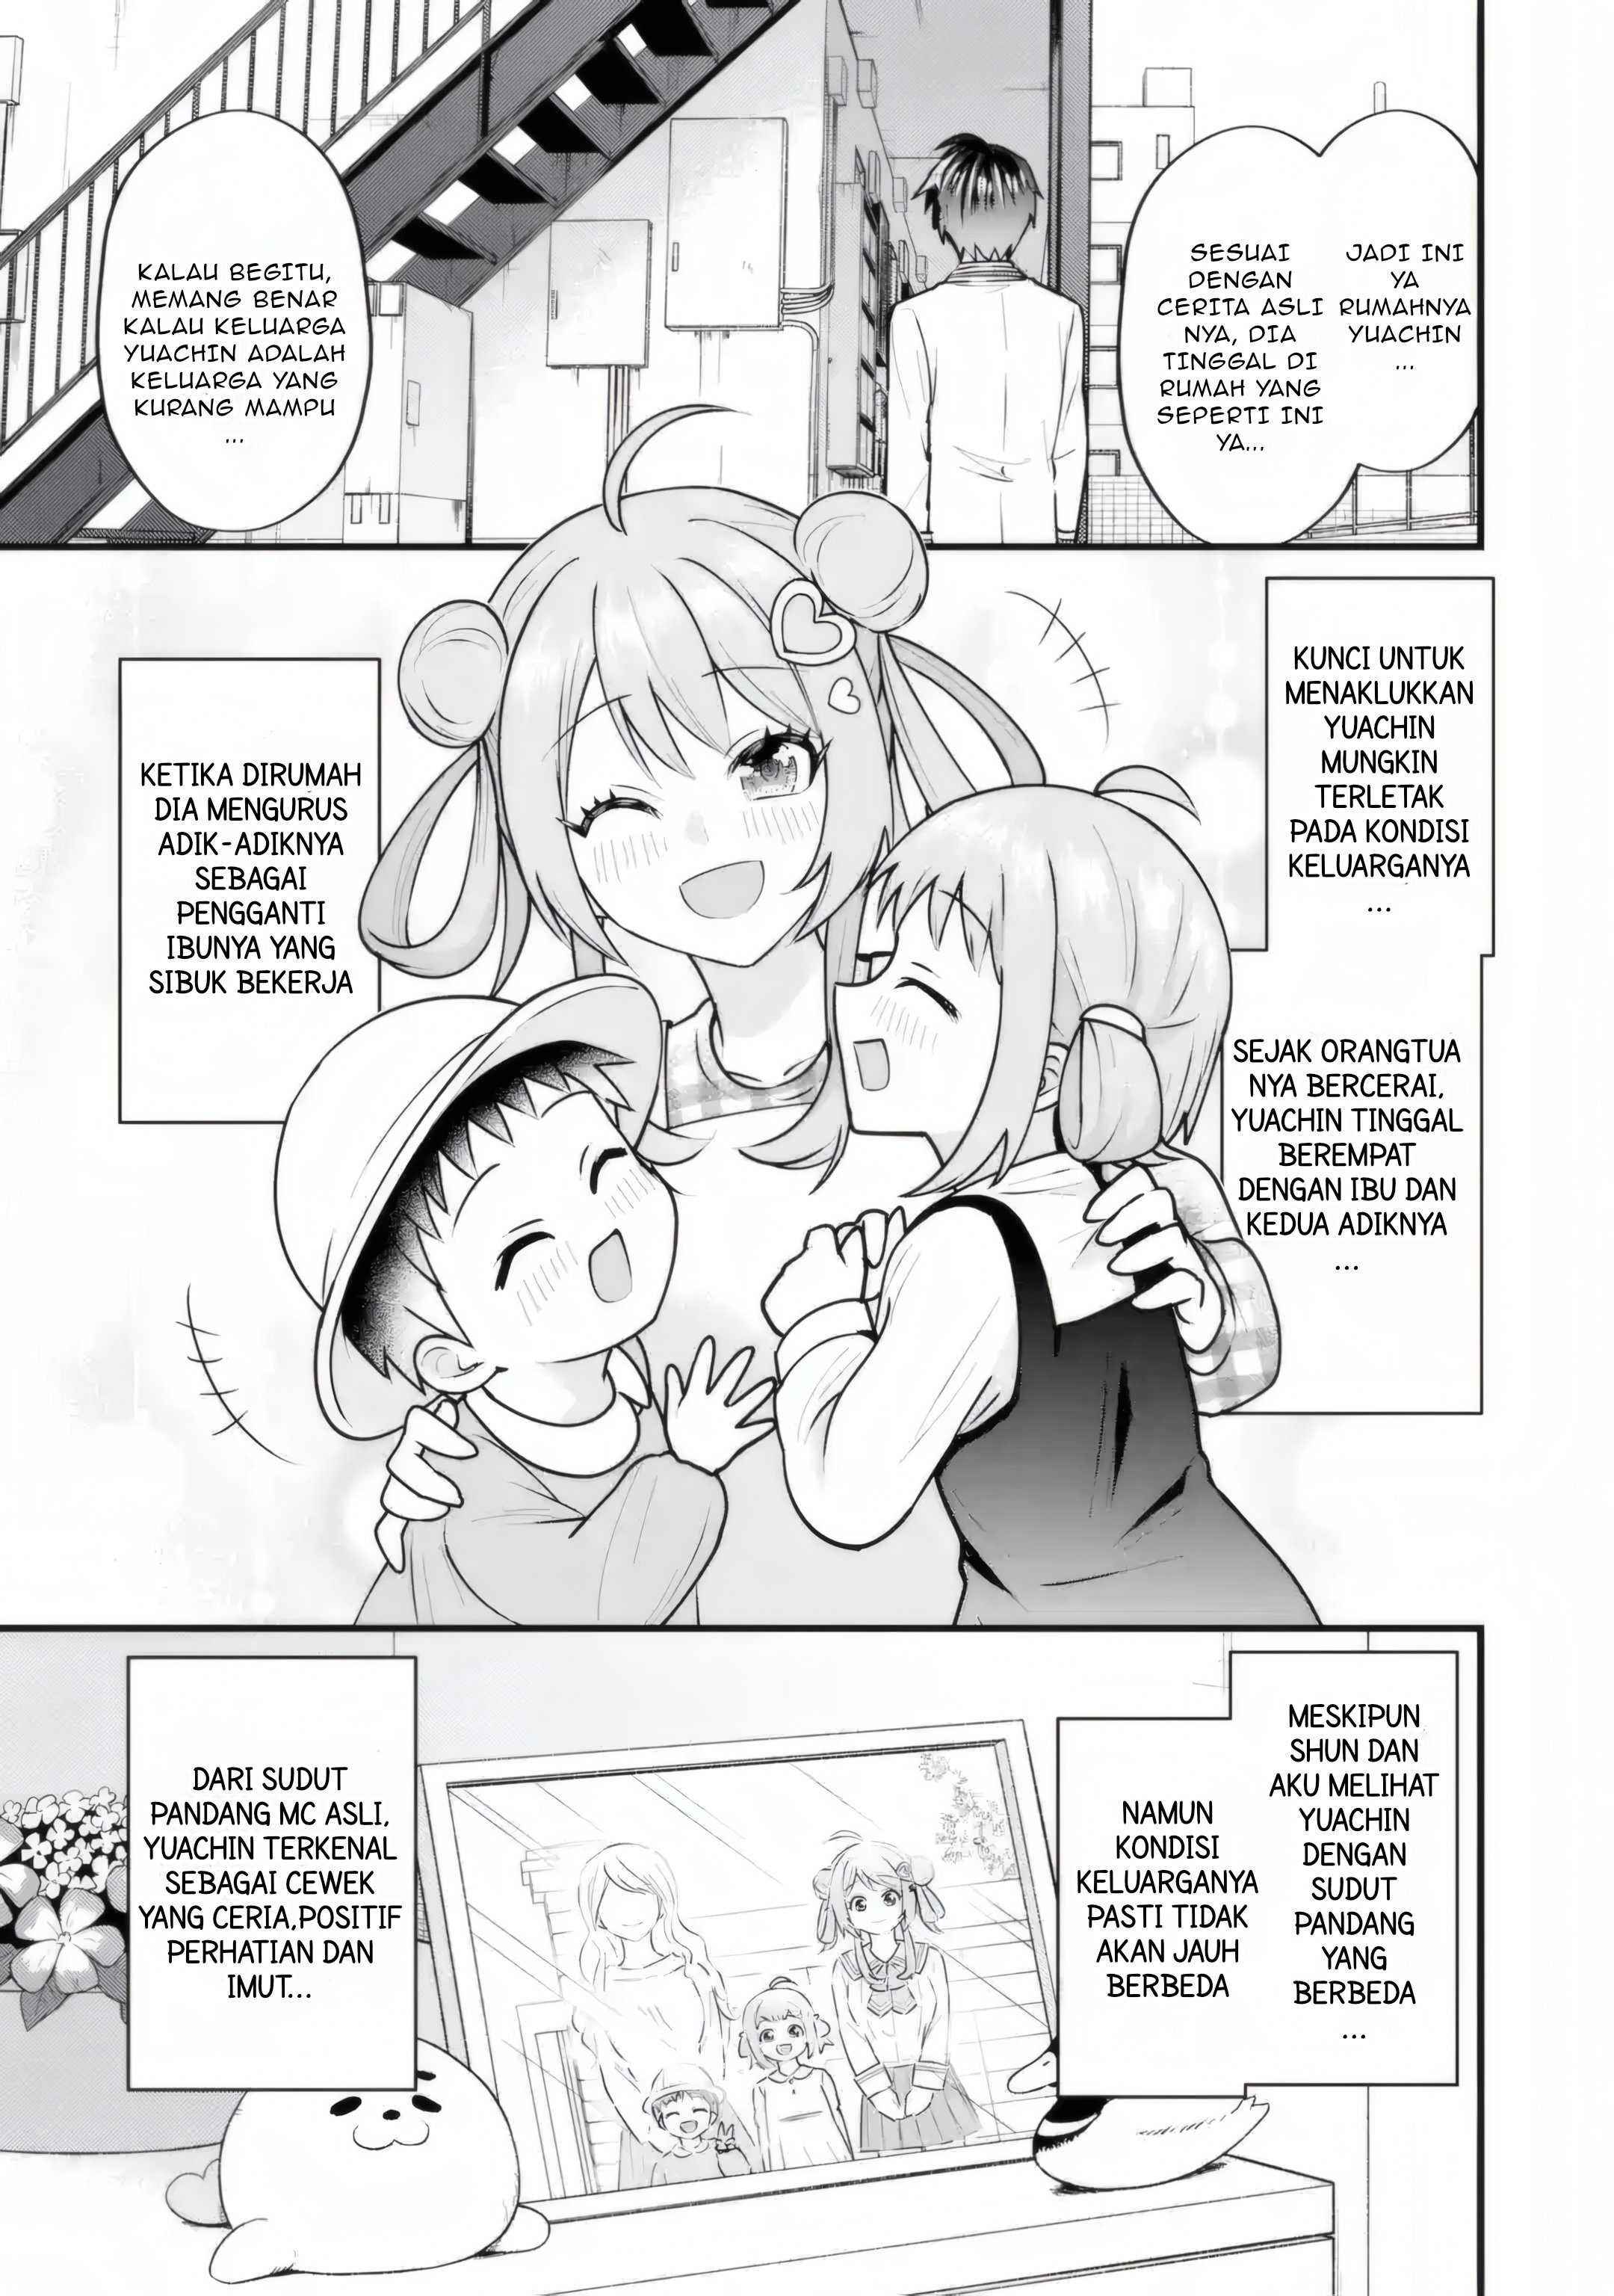 JADI INI
YA
RUMAHNYA
YUACHIN
...
SESUAI
DENGAN
CERITA ASLI
NYA, DIA
TINGGAL DI
RUMAH YANG
SEPERTI INI
YA...
KALAU BEGITU,
MEMANG BENAR
KALAU KELUARGA
YUACHIN ADALAH
KELUARGA YANG
KURANG MAMPU
...
KUNCI UNTUK
MENAKLUKKAN
YUACHIN
MUNGKIN
TERLETAK
PADA KONDISI
KELUARGANYA
...
SEJAK ORANGTUA
NYA BERCERAI,
YUACHIN TINGGAL
BEREMPAT
DENGAN IBU DAN
KEDUA ADIKNYA
...
KETIKA DIRUMAH
DIA MENGURUS
ADIK-ADIKNYA
SEBAGAI
PENGGANTI
IBUNYA YANG
SIBUK BEKERJA
MESKIPUN
SHUN DAN
AKU MELIHAT
YUACHIN
DENGAN
SUDUT
PANDANG
YANG
BERBEDA
...
NAMUN
KONDISI
KELUARGANYA
PASTI TIDAK
AKAN JAUH
BERBEDA
DARI SUDUT
PANDANG MC ASLI,
YUACHIN TERKENAL
SEBAGAI CEWEK
YANG CERIA,POSITIF
PERHATIAN DAN
IMUT...